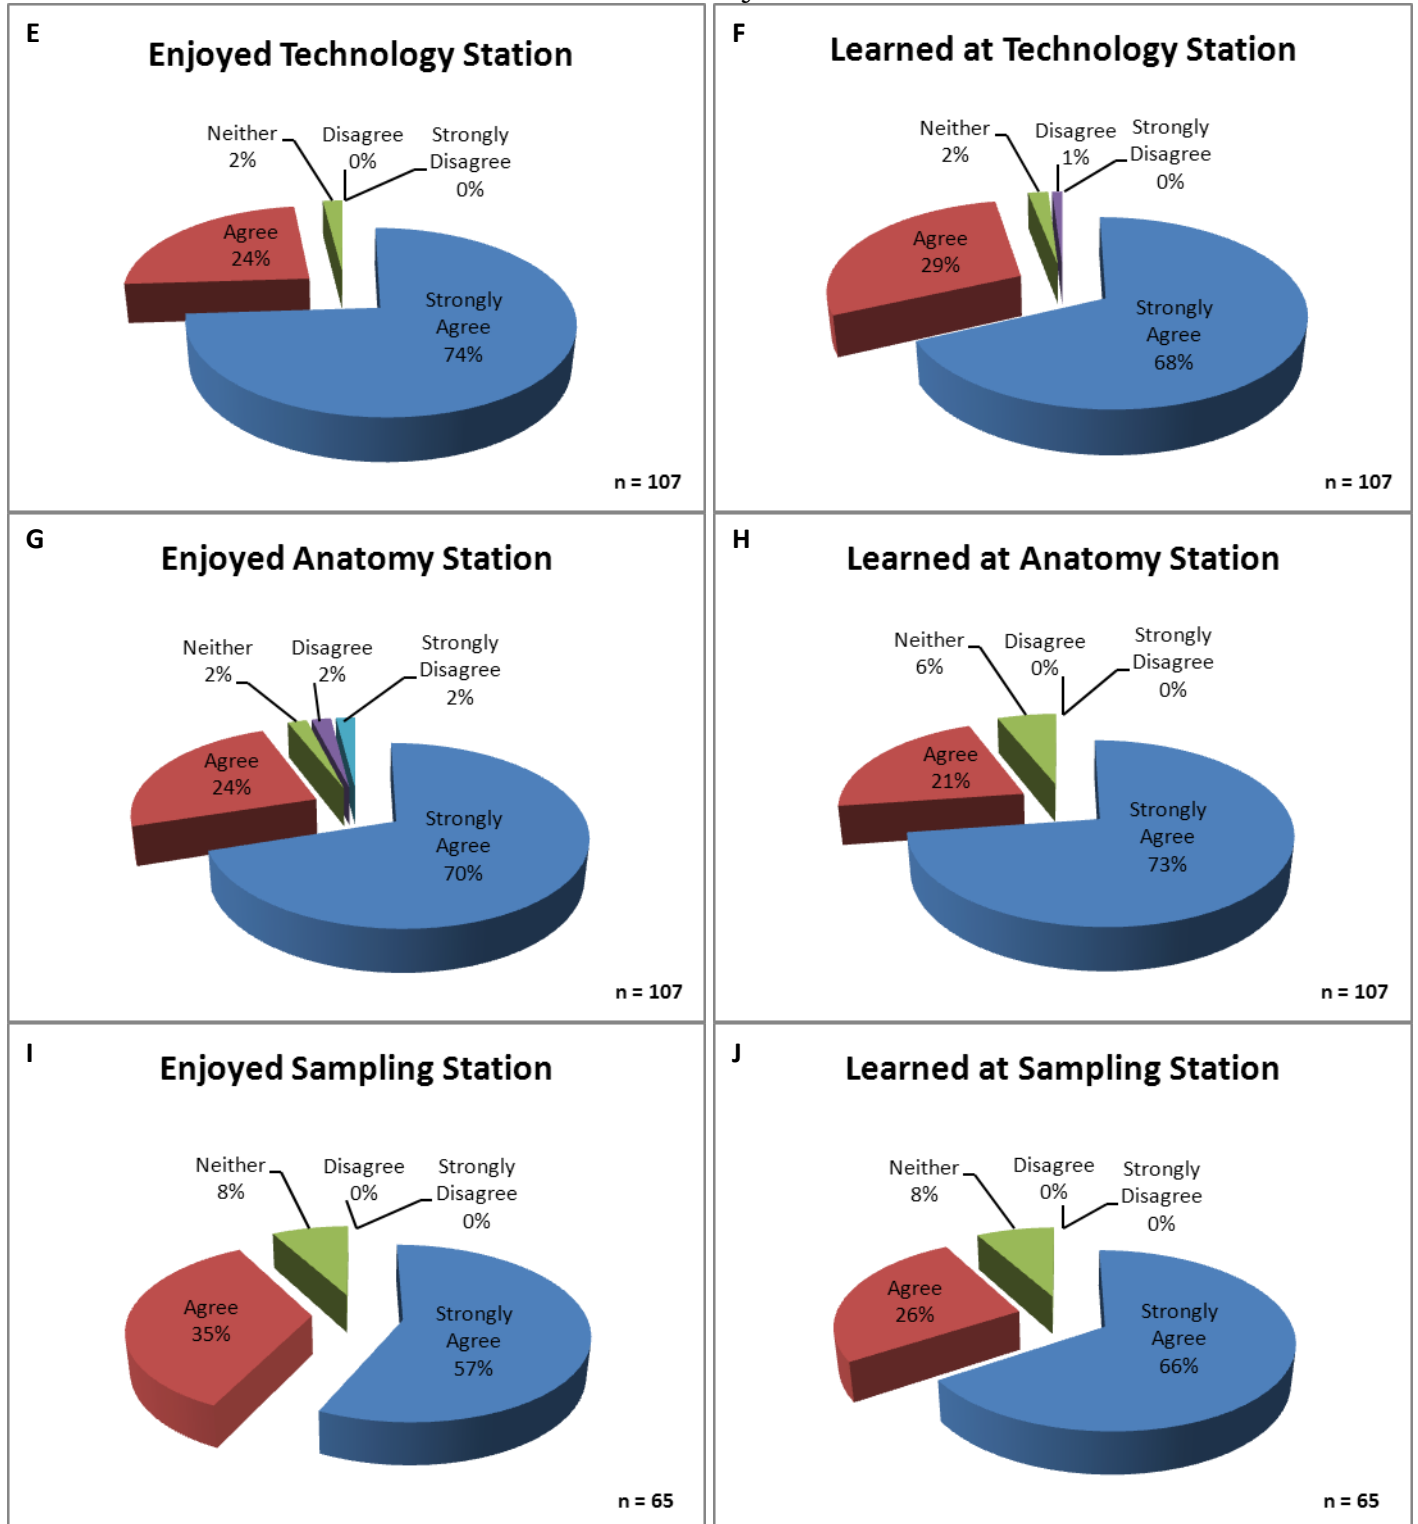 E
Enjoyed Technology Station
Neither
2%
Disagree
0%
Strongly
Disagree
0%
Agree
24%
Strongly
Agree
74%
n = 107
F
Learned at Technology Station
Neither
2%
Disagree
1%
Strongly
Disagree
0%
Agree
29%
Strongly
Agree
68%
n = 107
G
Enjoyed Anatomy Station
Neither
2%
Disagree
2%
Strongly
Disagree
2%
Agree
24%
Strongly
Agree
70%
n = 107
H
Learned at Anatomy Station
Neither
6%
Disagree
0%
Strongly
Disagree
0%
Agree
21%
Strongly
Agree
73%
n = 107
I
Enjoyed Sampling Station
Neither
8%
Disagree
0%
Strongly
Disagree
0%
Agree
35%
Strongly
Agree
57%
n = 65
J
Learned at Sampling Station
Neither
8%
Disagree
0%
Strongly
Disagree
0%
Agree
26%
Strongly
Agree
66%
n = 65